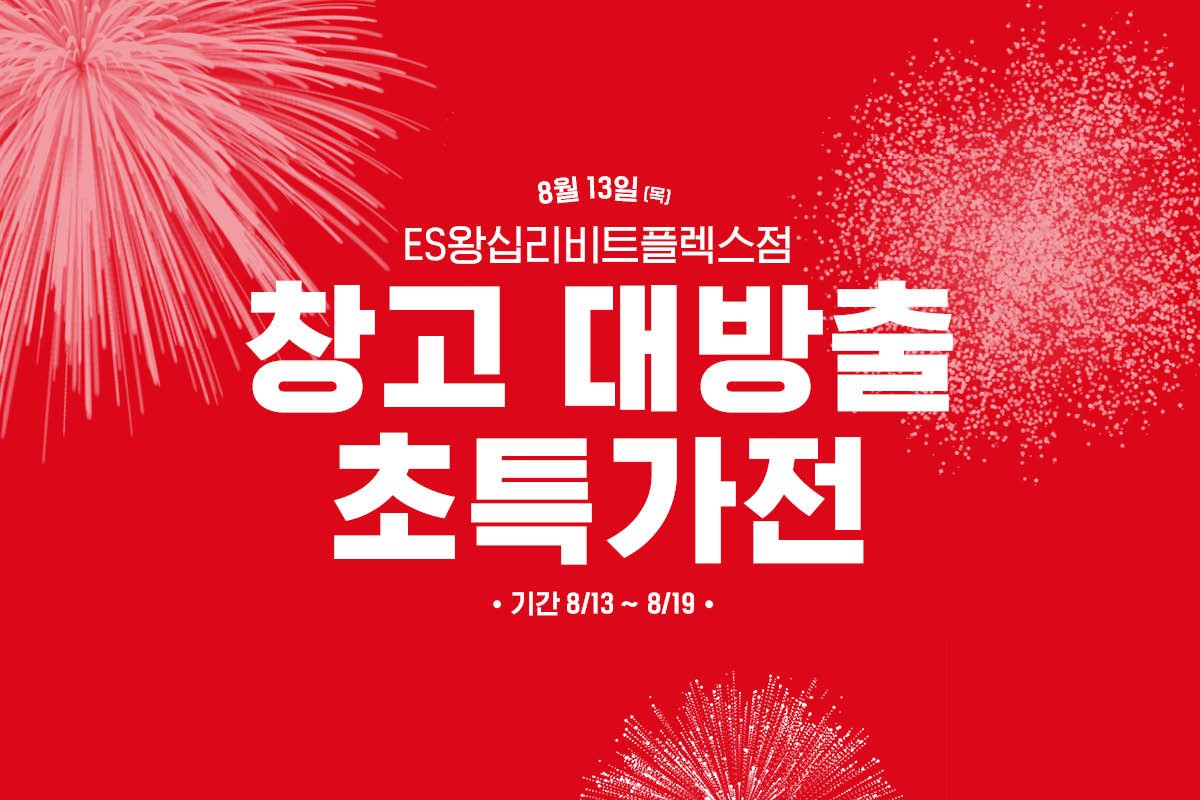 8월 13일 (목)
ES왕십리비트플렉스점
창고 대방출
초특가전
• 기간 8/13 ~ 8/19 •